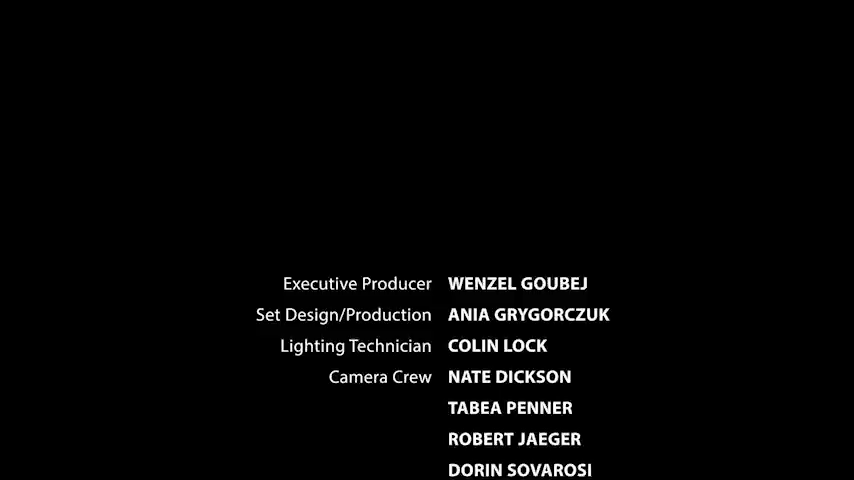 Executive Producer WENZEL GOUBEJ
Set Design/Production ANIA GRYGORCZUK
Lighting Technician COLIN LOCK
Camera Crew NATE DICKSON
TABEA PENNER
ROBERT JAEGER
DORIN SOVAROSI